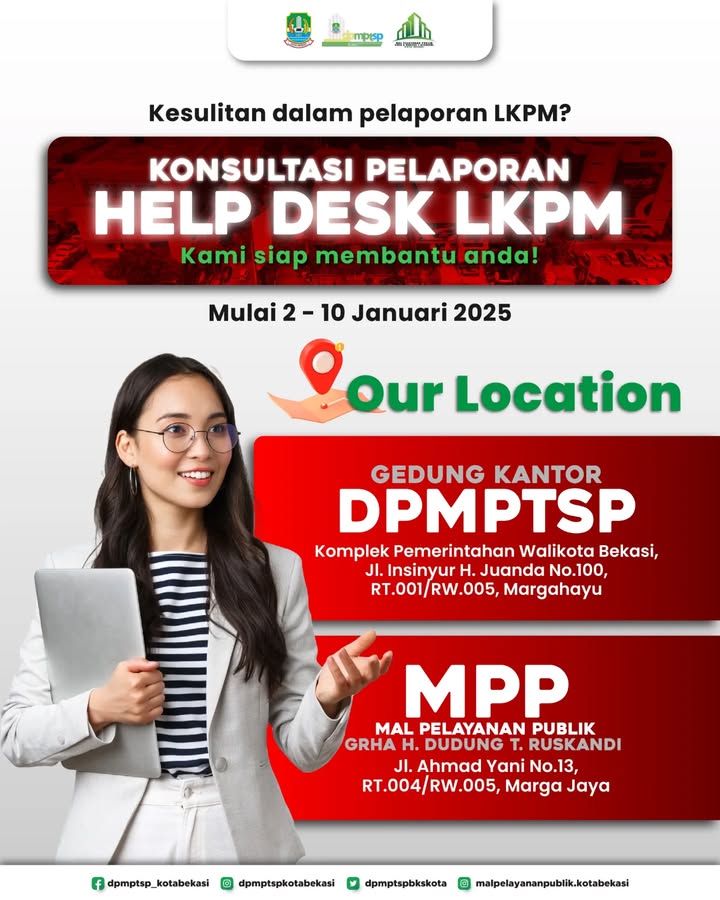 dpmptsp
Kesulitan dalam pelaporan LKPM?
KONSULTASI PELAPORAN
HELP DESK LKPM
Kami siap membantu anda!
Mulai 2 - 10 Januari 2025
Our Location
GEDUNG KANTOR
DPMPTSP
Komplek Pemerintahan Walikota Bekasi,
Jl. Insinyur H. Juanda No.100,
RT.001/RW.005, Margahayu
MPP
MAL PELAYANAN PUBLIK
GRHA H. DUDUNG T. RUSKANDI
Jl. Ahmad Yani No.13,
RT.004/RW.005, Marga Jaya
dpmptsp_kotabekasi dpmptspkotabekasi dpmptspbkskota malpelayananpublik.kotabekasi